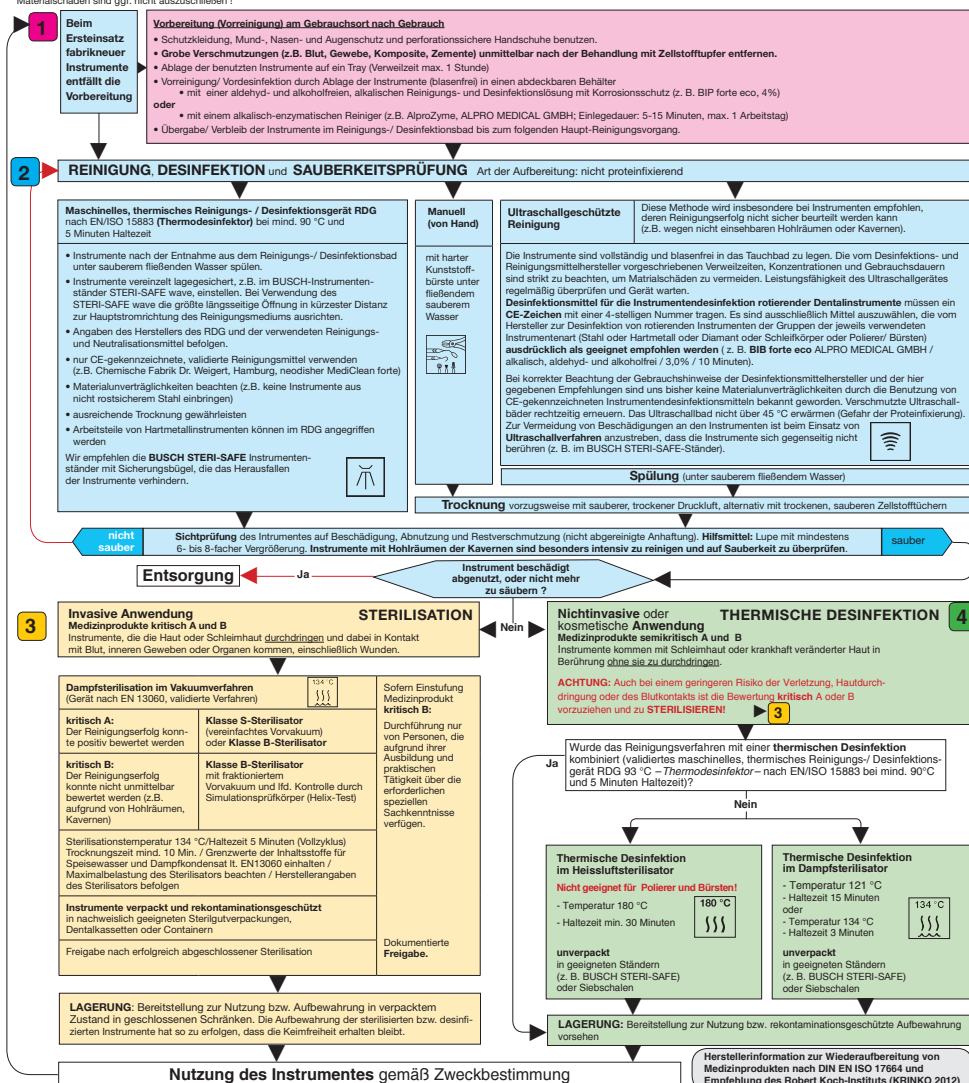 Materialschäden sind ggf. nicht auszuschließen !
1
Beim
Ersteinsatz
fabrikneuer
Instrumente
entfällt die
Vorbereitung
Vorbereitung (Vorreinigung) am Gebrauchsort nach Gebrauch
• Schutzkleidung, Mund-, Nasen- und Augenschutz und perforationssichere Handschuhe benutzen.
• Grobe Verschmutzungen (z.B. Blut, Gewebe, Komposite, Zemente) unmittelbar nach der Behandlung mit Zellstofftupfer entfernen.
• Ablage der benutzten Instrumente auf ein Tray (Verweilzeit max. 1 Stunde)
• Vorreinigung/ Vordesinfektion durch Ablage der Instrumente (blasenfrei) in einen abdeckbaren Behälter
• mit einer aldehyd- und alkoholfreien, alkalischen Reinigungs- und Desinfektionslösung mit Korrosionsschutz (z. B. BIP forte eco, 4%)
oder
• mit einem alkalisch-enzymatischen Reiniger (z.B. AlproZyme, ALPRO MEDICAL GMBH; Einlegedauer: 5-15 Minuten, max. 1 Arbeitstag)
• Übergabe/ Verbleib der Instrumente im Reinigungs-/ Desinfektionsbad bis zum folgenden Haupt-Reinigungsvorgang.
2
REINIGUNG, DESINFEKTION und SAUBERKEITSPRÜFUNG Art der Aufbereitung: nicht proteinfixierend
Maschinelles, thermisches Reinigungs- / Desinfektionsgerät RDG
nach EN/ISO 15883 (Thermodesinfektor) bei mind. 90 °C und
5 Minuten Haltezeit
• Instrumente nach der Entnahme aus dem Reinigungs-/ Desinfektionsbad
unter sauberem fließenden Wasser spülen.
• Instrumente vereinzelt lagesichert, z.B. im BUSCH-Instrumenten-
ständer STERI-SAFE wave, einstellen. Bei Verwendung des
STERI-SAFE wave die größte längsseitige Öffnung in kürzester Distanz
zur Hauptstromrichtung des Reinigungsmediums ausrichten.
• Angaben des Herstellers des RDG und der verwendeten Reinigungs-
und Neutralisationsmittel befolgen.
• nur CE-gekennzeichnete, validierte Reinigungsmittel verwenden
(z.B. Chemische Fabrik Dr. Weigert, Hamburg, neodisher MediClean forte)
• Materialunverträglichkeiten beachten (z.B. keine Instrumente aus
nicht rostsicherem Stahl einbringen)
• ausreichende Trocknung gewährleisten
• Arbeitsteile von Hartmetallinstrumenten können im RDG angegriffen
werden
Wir empfehlen die BUSCH STERI-SAFE Instrumenten-
ständer mit Sicherungsbügel, die das Herausfallen
der Instrumente verhindern.
Manuell
(von Hand)
mit harter
Kunststoff-
bürste unter
fließendem
sauberem
Wasser
Ultraschallgeschützte
Reinigung
Diese Methode wird insbesondere bei Instrumenten empfohlen,
deren Reinigungserfolg nicht sicher beurteilt werden kann
(z.B. wegen nicht einsehbaren Hohlräumen oder Kavernen).
Die Instrumente sind vollständig und blasenfrei in das Tauchbad zu legen. Die vom Desinfektions- und
Reinigungsmittelhersteller vorgeschriebenen Verweilzeiten, Konzentrationen und Gebrauchsdauern
sind strikt zu beachten, um Matrialschäden zu vermeiden. Leistungsfähigkeit des Ultraschallgerätes
regelmäßig überprüfen und Gerät warten.
Desinfektionsmittel für die Instrumentendesinfektion rotierender Dentalinstrumente müssen ein
CE-Zeichen mit einer 4-stelligen Nummer tragen. Es sind ausschließlich Mittel auszuwählen, die vom
Hersteller zur Desinfektion von rotierenden Instrumenten der Gruppen der jeweils verwendeten
Instrumentenart (Stahl oder Hartmetall oder Diamant oder Schleifkörper oder Polierer/ Bürsten)
ausdrücklich als geeignet empfohlen werden ( z. B. BIB forte eco ALPRO MEDICAL GMBH /
alkalisch, aldehyd- und alkoholfrei / 3,0% / 10 Minuten).
Bei korrekter Beachtung der Gebrauchshinweise der Desinfektionsmittelhersteller und der hier
gegebenen Empfehlungen sind uns bisher keine Materialunverträglichkeiten durch die Benutzung von
CE-gekennzeichneten Instrumentendesinfektionsmitteln bekannt geworden. Verschmutzte Ultraschall-
bäder rechtzeitig erneuern. Das Ultraschallbad nicht über 45 °C erwärmen (Gefahr der Proteinfixierung).
Zur Vermeidung von Beschädigungen an den Instrumenten ist beim Einsatz von
Ultraschallverfahren anzustreben, dass die Instrumente sich gegenseitig nicht
berühren (z. B. im BUSCH STERI-SAFE-Ständer).
Spülung (unter sauberem fließendem Wasser)
Trocknung vorzugsweise mit sauberer, trockener Druckluft, alternativ mit trockenen, sauberen Zellstofftüchern
nicht
sauber
Sichtprüfung des Intrumentes auf Beschädigung, Abnutzung und Restverschmutzung (nicht abgereinigte Anhaftung). Hilfsmittel: Lupe mit mindestens
6- bis 8-facher Vergrößerung. Instrumente mit Hohlräumen der Kavernen sind besonders intensiv zu reinigen und auf Sauberkeit zu überprüfen.
sauber
Entsorgung
Ja
Instrument beschädigt
abgenutzt, oder nicht mehr
zu säubern ?
Nein
3
Invasive Anwendung STERILISATION
Medizinprodukte kritisch A und B
Instrumente, die die Haut oder Schleimhaut durchdringen und dabei in Kontakt
mit Blut, inneren Geweben oder Organen kommen, einschließlich Wunden.
Dampfsterilisation im Vakuumverfahren
(Gerät nach EN 13060, validierte Verfahren)
134 °C
kritisch A:
Der Reinigungserfolg konn-
te positiv bewertet werden
Klasse S-Sterilisator
(vereinfachtes Vorvakuum)
oder Klasse B-Sterilisator
kritisch B:
Der Reinigungserfolg
konnte nicht unmittelbar
bewertet werden (z.B.
aufgrund von Hohlräumen,
Kavernen)
Klasse B-Sterilisator
mit fraktioniertem
Vorvakuum und lfd. Kontrolle durch
Simulationsprüfkörper (Helix-Test)
Sterilisationstemperatur 134 °C/Haltezeit 5 Minuten (Vollzyklus)
Trocknungszeit mind. 10 Min. / Grenzwerte der Inhaltsstoffe für
Speisewasser und Dampfkondensat lt. EN13060 einhalten /
Maximalbelastung des Sterilisators beachten / Herstellerangaben
des Sterilisators befolgen
Instrumente verpackt und rekontaminationsgeschützt
in nachweislich geeigneten Sterilgutverpackungen,
Dentalkassetten oder Containern
Freigabe nach erfolgreich abgeschlossener Sterilisation
Sofern Einstufung
Medizinprodukt
kritisch B:
Durchführung nur
von Personen, die
aufgrund ihrer
Ausbildung und
praktischen
Tätigkeit über die
erforderlichen
speziellen
Sachkenntnisse
verfügen.
Dokumentierte
Freigabe.
LAGERUNG: Bereitstellung zur Nutzung bzw. Aufbewahrung in verpacktem
Zustand in geschlossenen Schränken. Die Aufbewahrung der sterilisierten bzw. desinfi-
zierten Instrumente hat so zu erfolgen, dass die Keimfreiheit erhalten bleibt.
Nichtinvasive oder THERMISCHE DESINFEKTION
kosmetische Anwendung
4
Medizinprodukte semikritisch A und B
Instrumente kommen mit Schleimhaut oder krankhaft veränderter Haut in
Berührung ohne sie zu durchdringen.
ACHTUNG: Auch bei einem geringeren Risiko der Verletzung, Hautdurch-
dringung oder des Blutkontakts ist die Bewertung kritisch A oder B
vorzuziehen und zu STERILISIEREN!
3
Ja
Wurde das Reinigungsverfahren mit einer thermischen Desinfektion
kombiniert (validiertes maschinelles, thermisches Reinigungs-/ Desinfektions-
gerät RDG 93 °C –Thermodesinfektor– nach EN/ISO 15883 bei mind. 90°C
und 5 Minuten Haltezeit)?
Nein
Thermische Desinfektion
im Heissluftsterilisator
Nicht geeignet für Polierer und Bürsten!
- Temperatur 180 °C
- Haltezeit min. 30 Minuten
180 °C
unverpackt
in geeigneten Ständern
(z. B. BUSCH STERI-SAFE)
oder Siebschalen
Thermische Desinfektion
im Dampfsterilisator
- Temperatur 121 °C
- Haltezeit 15 Minuten
oder
- Temperatur 134 °C
- Haltezeit 3 Minuten
134 °C
unverpackt
in geeigneten Ständern
(z. B. BUSCH STERI-SAFE)
oder Siebschalen
LAGERUNG: Bereitstellung zur Nutzung bzw. rekontaminationsgeschützte Aufbewahrung
vorsehen
Nutzung des Instrumentes gemäß Zweckbestimmung
Herstellerinformation zur Wiederaufbereitung von
Medizinprodukten nach DIN EN ISO 17664 und
Empfehlung des Robert Koch-Instituts (KRINKO 2012)